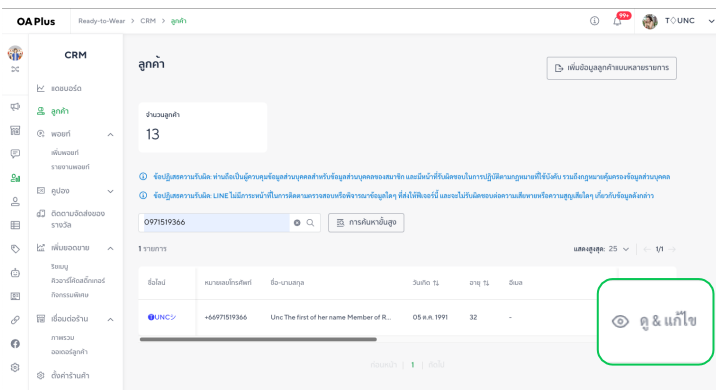 OA Plus
Ready-to-Wear > CRM > ลูกค้า
99+
T♢UNC
CRM
แดชบอร์ด
ลูกค้า
พอยท์
เพิ่มพอยท์
รายงานพอยท์
คูปอง
ติดตามจัดส่งของรางวัล
เพิ่มยอดขาย
ริชเมนู
คิวอาร์โค้ดสติ๊กเกอร์
กิจกรรมพิเศษ
เชื่อมต่อร้าน
ภาพรวม
ออเดอร์ลูกค้า
ตั้งค่าร้านค้า
ลูกค้า
เพิ่มข้อมูลลูกค้าแบบหลายรายการ
จำนวนลูกค้า
13
ข้อปฏิเสธความรับผิด: ท่านถือเป็นผู้ควบคุมข้อมูลส่วนบุคคลสำหรับข้อมูลส่วนบุคคลของสมาชิก และมีหน้าที่รับผิดชอบในการปฏิบัติตามกฎหมายที่ใช้บังคับ รวมถึงกฎหมายคุ้มครองข้อมูลส่วนบุคคล
ข้อปฏิเสธความรับผิด: LINE ไม่มีภาระหน้าที่ในการติดตามตรวจสอบหรือพิจารณาข้อมูลใดๆ ที่ส่งให้ฟีเจอร์นี้ และจะไม่รับผิดชอบต่อความเสียหายหรือความสูญเสียใดๆ เกี่ยวกับข้อมูลดังกล่าว
0971519366
การค้นหาขั้นสูง
1 รายการ
แสดงสูงสุด: 25
1/1
ชื่อไลน์ หมายเลขโทรศัพท์ ชื่อ-นามสกุล วันเกิด อายุ อีเมล
UNCシ +66971519366 Unc The first of her name Member of R... 05 ส.ค. 1991 32 -
ดู & แก้ไข
ก่อนหน้า | 1 | ถัดไป